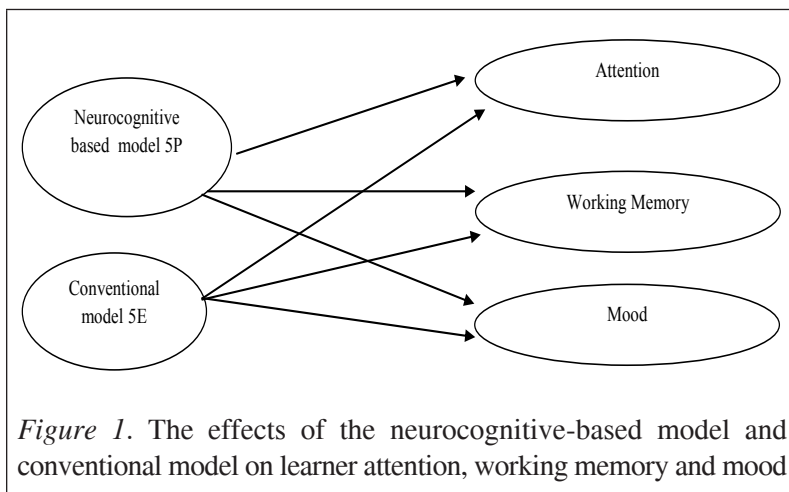 Neurocognitive
based model 5P
Conventional
model 5E
Attention
Working Memory
Mood
Figure 1. The effects of the neurocognitive-based model and
conventional model on learner attention, working memory and mood